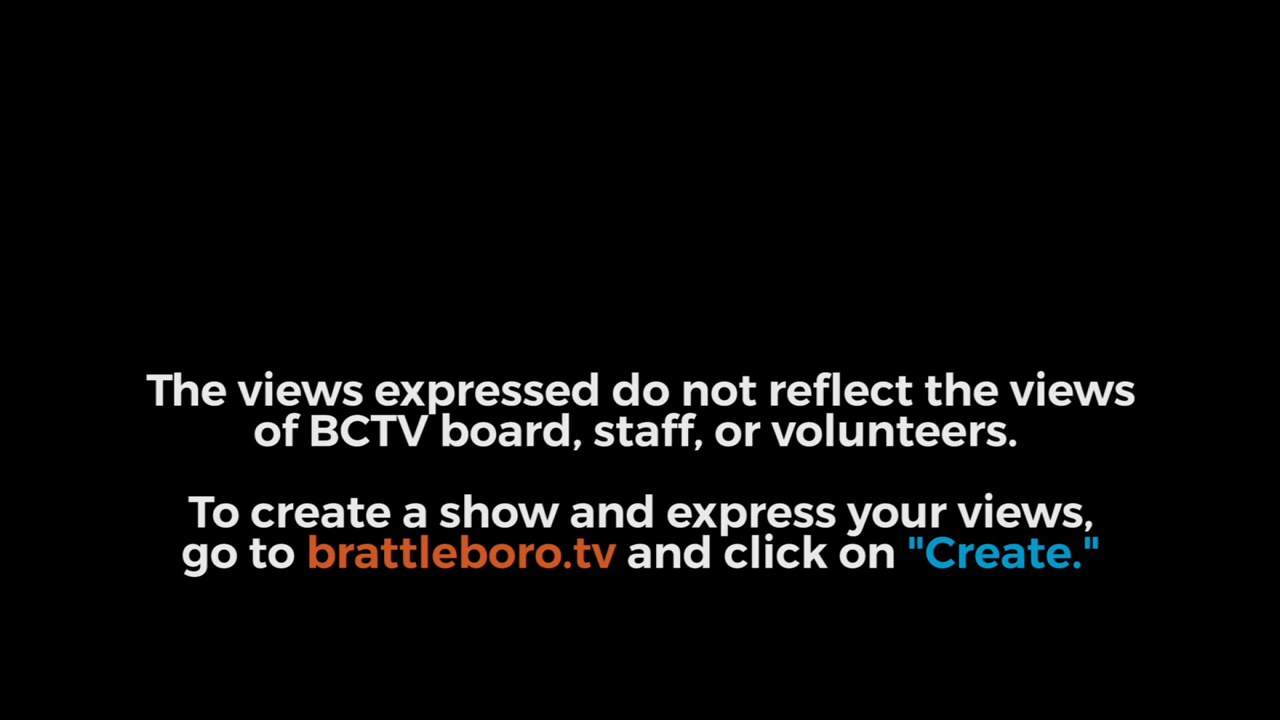 The views expressed do not reflect the views
of BCTV board, staff, or volunteers.
To create a show and express your views,
go to brattleboro.tv and click on "Create."